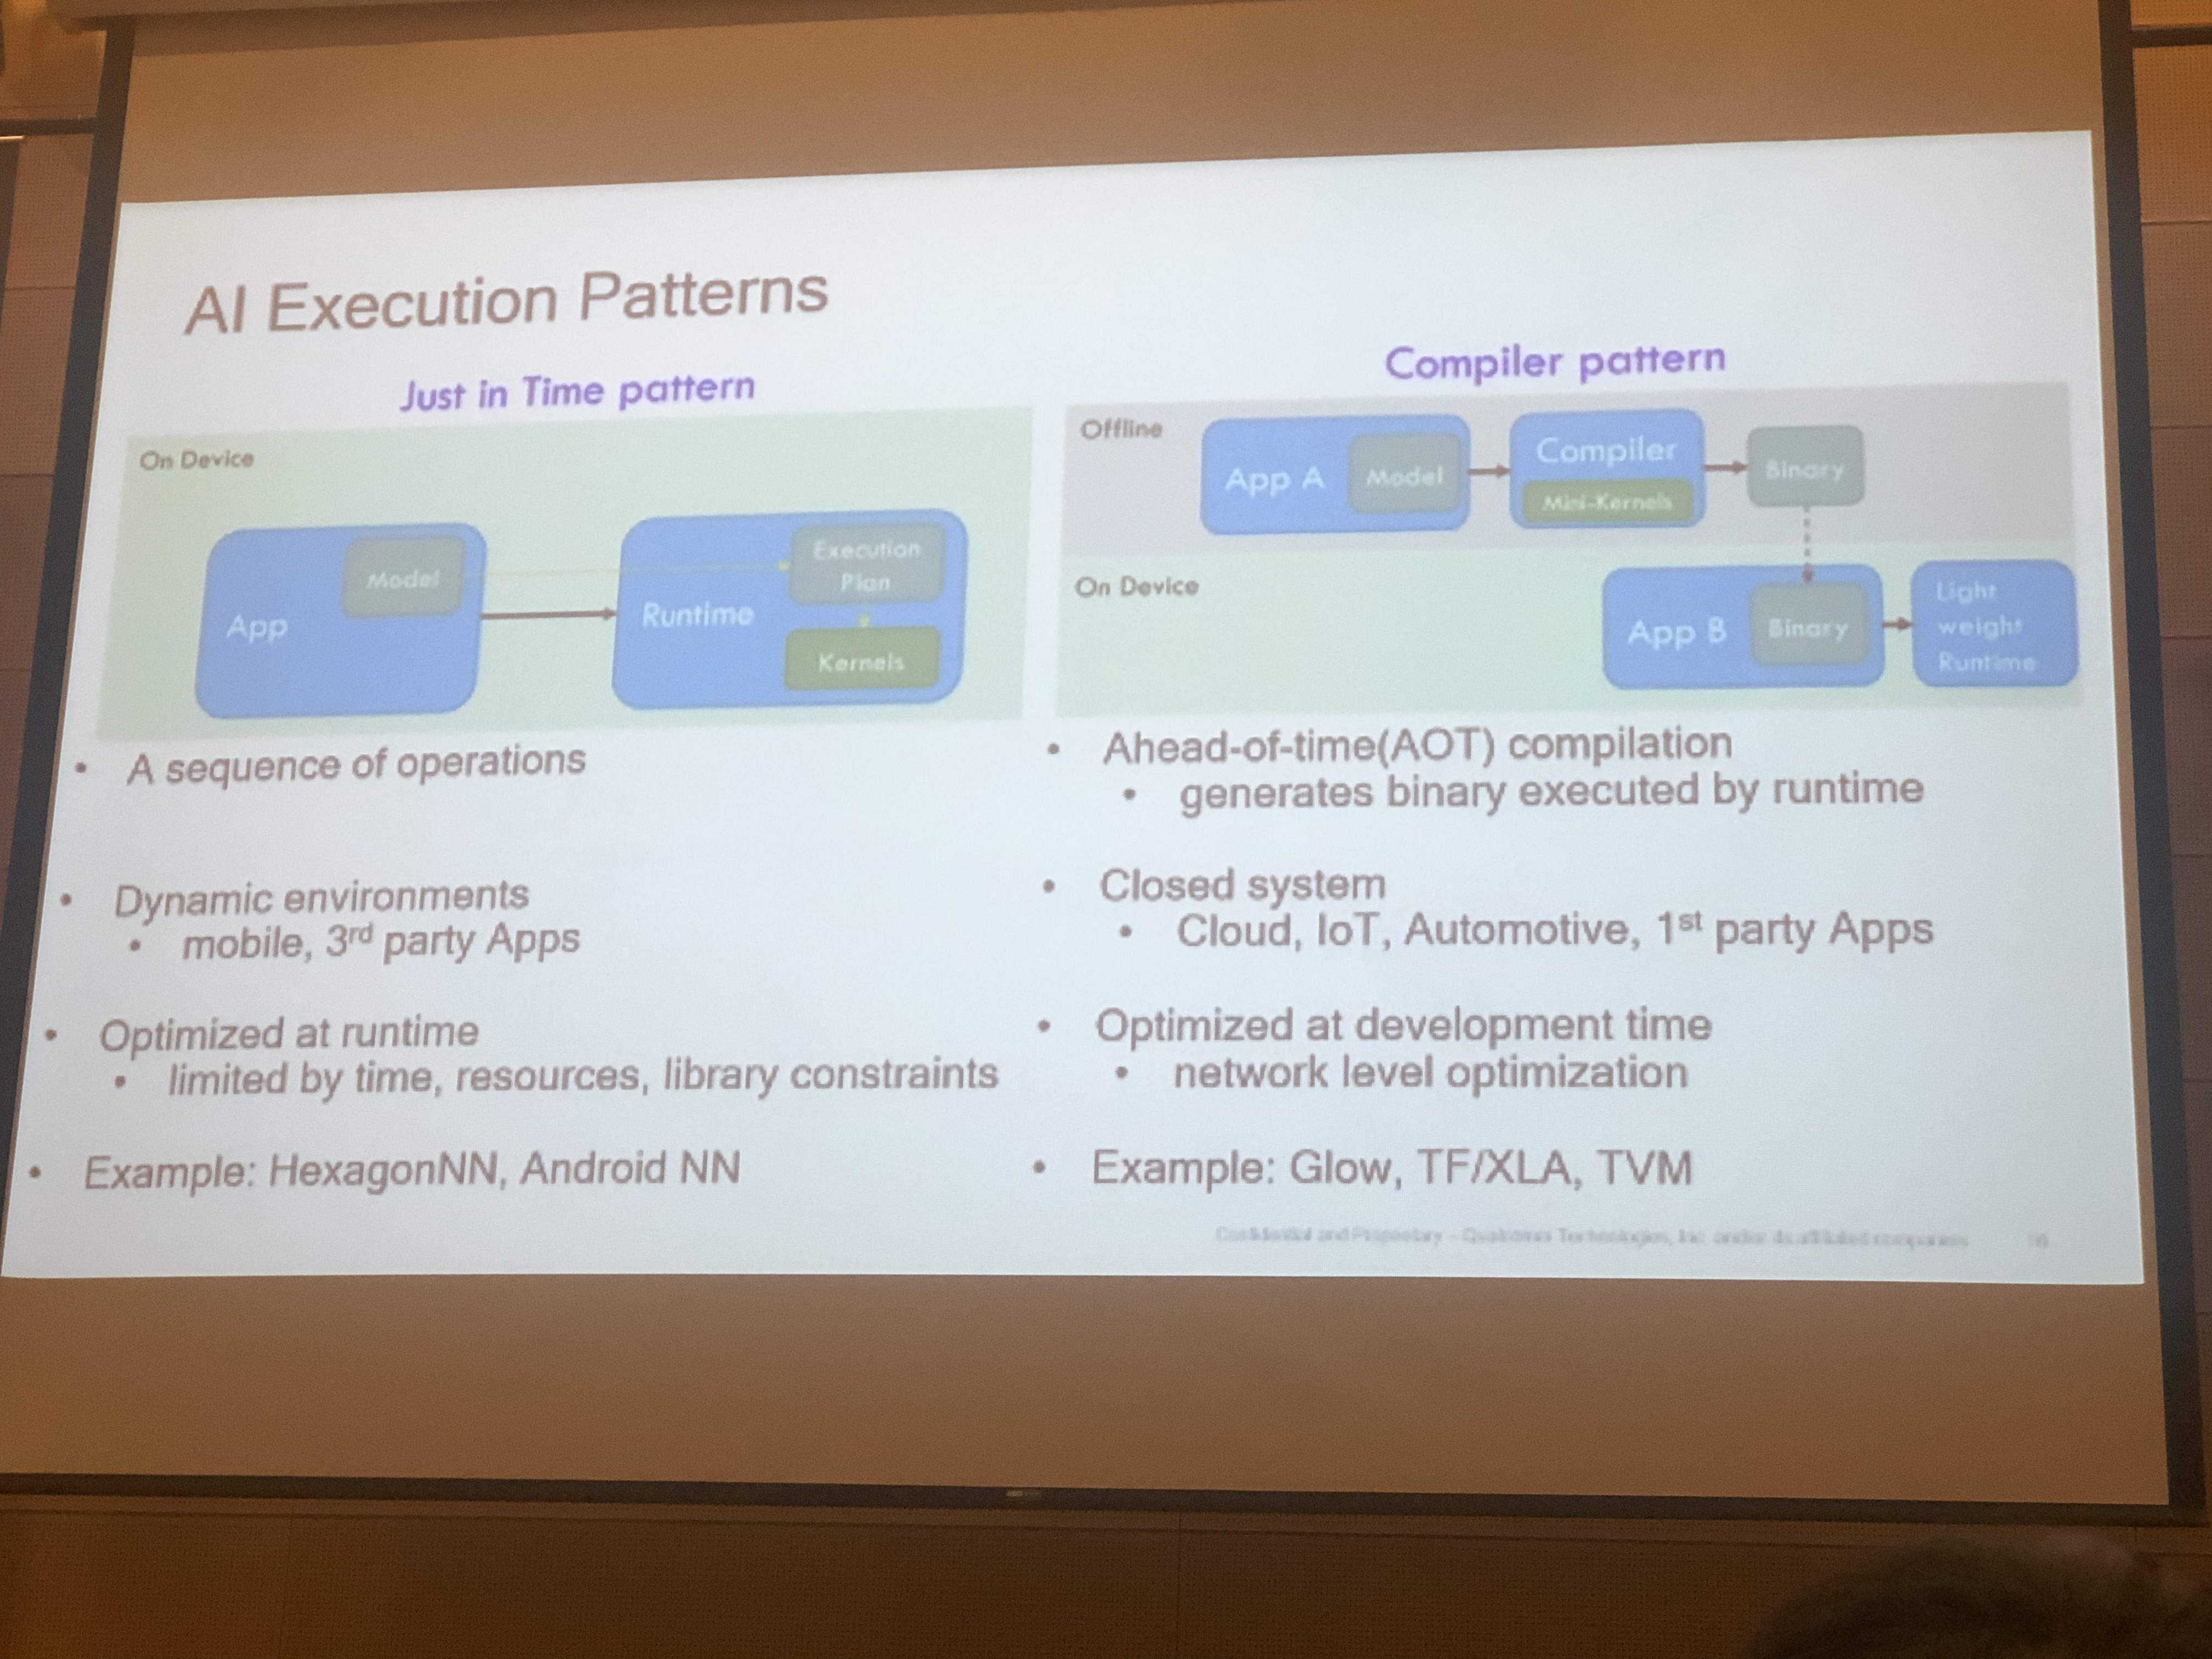 AI Execution Patterns
Just in Time pattern
On Device
App
Model
Runtime
Execution
Plan
Kernels
• A sequence of operations
• Dynamic environments
• mobile, 3rd party Apps
• Optimized at runtime
• limited by time, resources, library constraints
• Example: HexagonNN, Android NN
Compiler pattern
Offline
App A
Model
Compiler
Mini-Kernels
Binary
On Device
App B
Binary
Light
weight
Runtime
• Ahead-of-time(AOT) compilation
• generates binary executed by runtime
• Closed system
• Cloud, IoT, Automotive, 1st party Apps
• Optimized at development time
• network level optimization
• Example: Glow, TF/XLA, TVM
Confidential and Proprietary - Qualcomm Technologies, Inc. and/or its affiliated companies